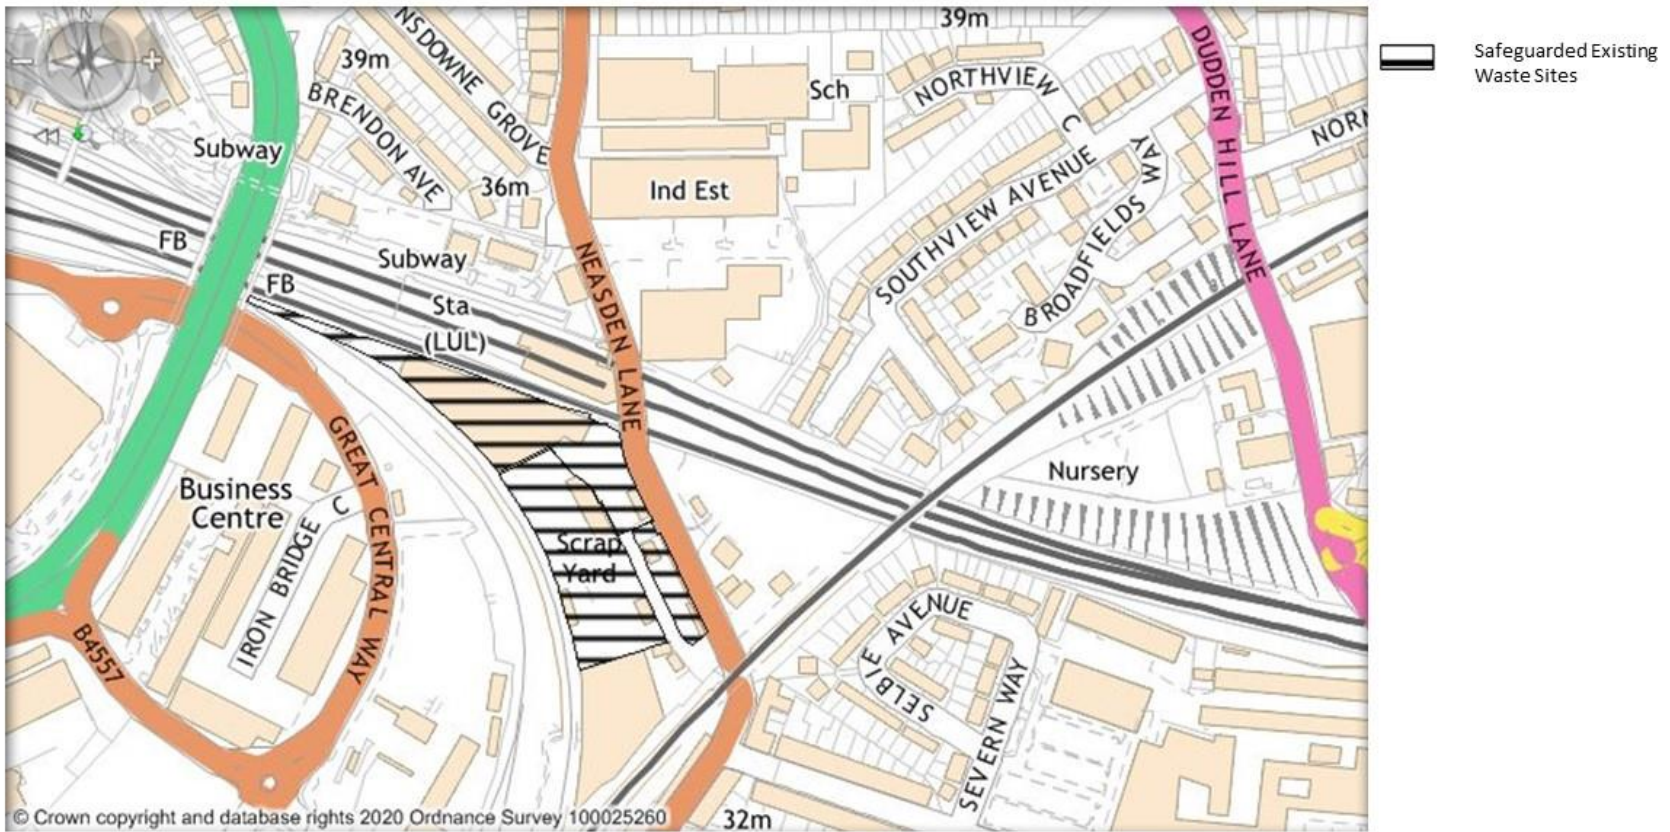 39m
NSDOWNE GROVE
39m
BRENDON AVE
Sch
NORTHVIEW C
DUDDEN HILL LANE
Safeguarded Existing
Waste Sites
N
Subway
36m
Ind Est
SOUTHVIEW AVENUE
BROADFIELDS WAY
NORM
FB
Subway
NEASDEN LANE
FB
Sta
(LUL)
Nursery
GREAT CENTRAL WAY
Business
Centre
IRON BRIDGE C
Scrap
Yard
B4557
SELBIE AVENUE
SEVERN WAY
© Crown copyright and database rights 2020 Ordnance Survey 100025260
32m